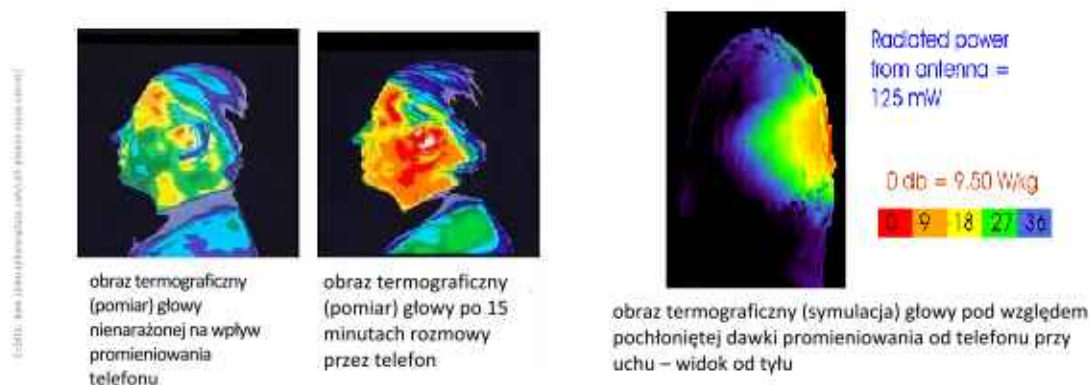 obraz termograficzny
(pomiar) głowy
nienarażonej na wpływ
promieniowania
telefonu
obraz termograficzny
(pomiar) głowy po 15
minutach rozmowy
przez telefon
Radiated power
from antenna =
125 mW
0 db = 9.50 W/kg
0 9 18 27 36
obraz termograficzny (symulacja) głowy pod względem
pochłoniętej dawki promieniowania od telefonu przy
uchu – widok od tyłu